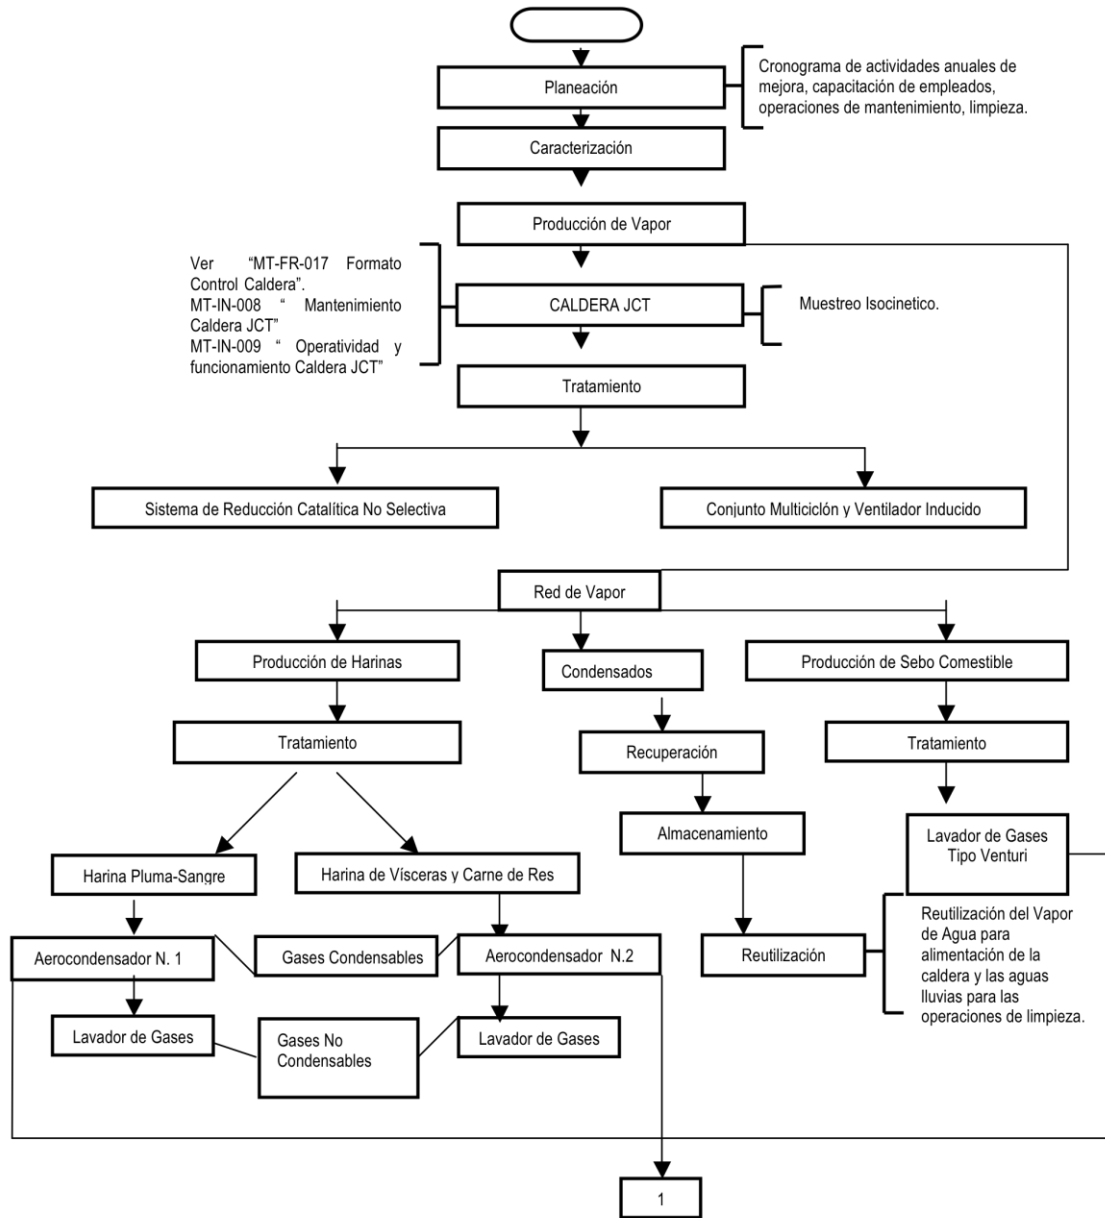 Planeación
Cronograma de actividades anuales de
mejora, capacitación de empleados,
operaciones de mantenimiento, limpieza.
Caracterización
Producción de Vapor
Ver "MT-FR-017 Formato
Control Caldera".
MT-IN-008 “ Mantenimiento
Caldera JCT”
MT-IN-009 “ Operatividad y
funcionamiento Caldera JCT”
CALDERA JCT
Muestreo Isocinetico.
Tratamiento
Sistema de Reducción Catalítica No Selectiva
Conjunto Multiciclón y Ventilador Inducido
Red de Vapor
Producción de Harinas
Condensados
Producción de Sebo Comestible
Tratamiento
Recuperación
Tratamiento
Almacenamiento
Lavador de Gases
Tipo Venturi
Harina Pluma-Sangre
Harina de Vísceras y Carne de Res
Aerocondensador N. 1
Gases Condensables
Aerocondensador N.2
Reutilización
Reutilización del Vapor
de Agua para
alimentación de la
caldera y las aguas
lluvias para las
operaciones de limpieza.
Lavador de Gases
Gases No
Condensables
Lavador de Gases
1